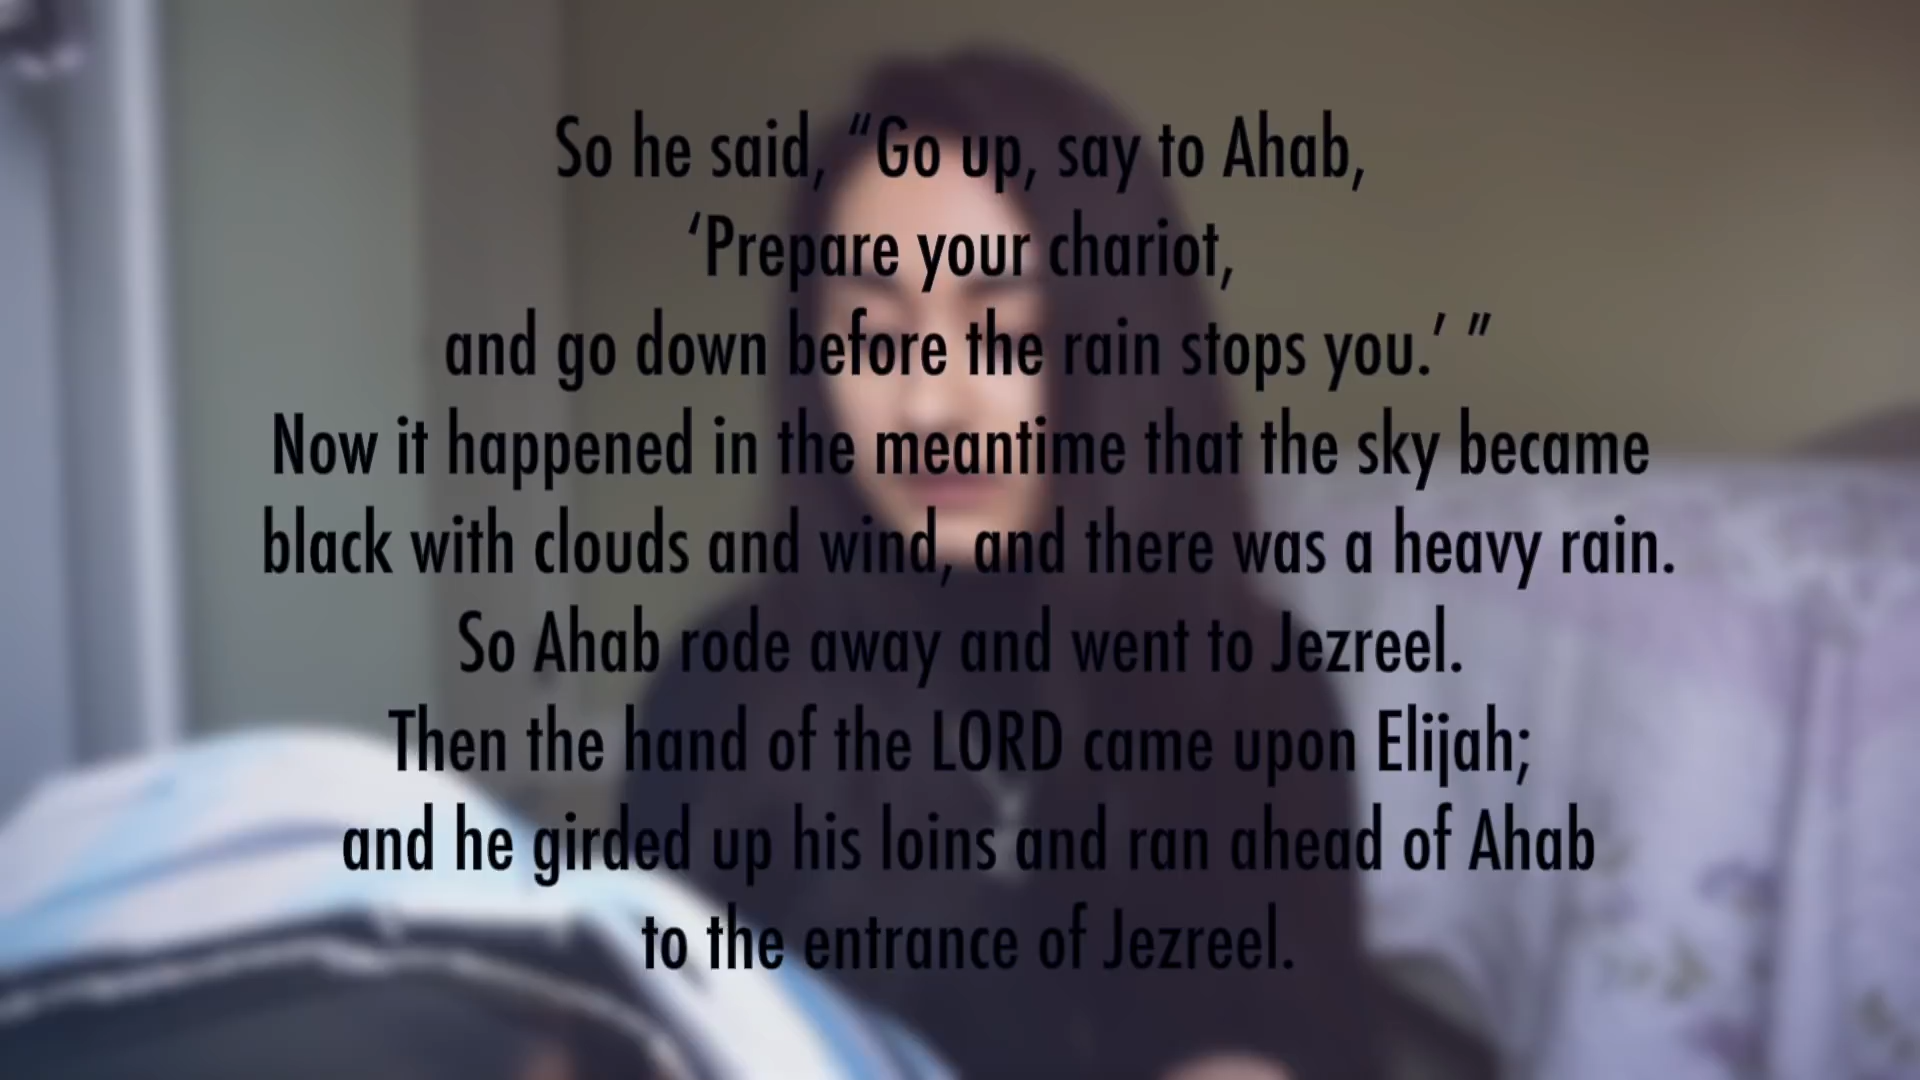 So he said, “Go up, say to Ahab,
‘Prepare your chariot,
and go down before the rain stops you.’ ”
Now it happened in the meantime that the sky became
black with clouds and wind, and there was a heavy rain.
So Ahab rode away and went to Jezreel.
Then the hand of the LORD came upon Elijah;
and he girded up his loins and ran ahead of Ahab
to the entrance of Jezreel.